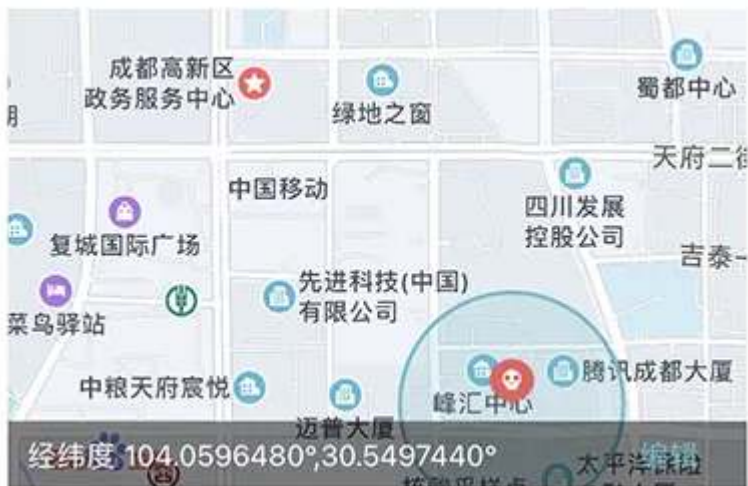 成都高新区
政务服务中心
绿地之窗
蜀都中心
天府二街
中国移动
四川发展
控股公司
复城国际广场
吉泰
先进科技(中国)
有限公司
菜鸟驿站
腾讯成都大厦
中粮天府宸悦
峰汇中心
迈普大厦
经纬度 104.0596480°,30.5497440°
编辑
太平洋保险